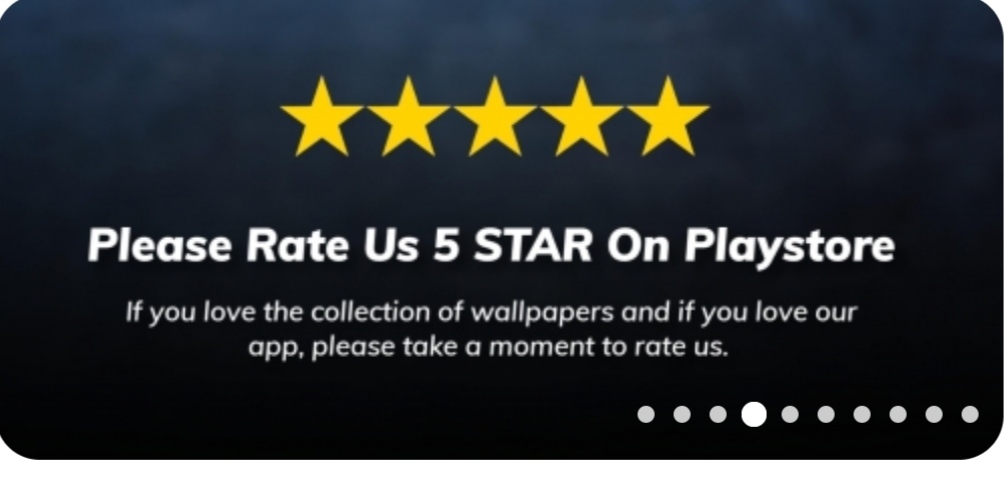 Please Rate Us 5 STAR On Playstore
If you love the collection of wallpapers and if you love our
app, please take a moment to rate us.